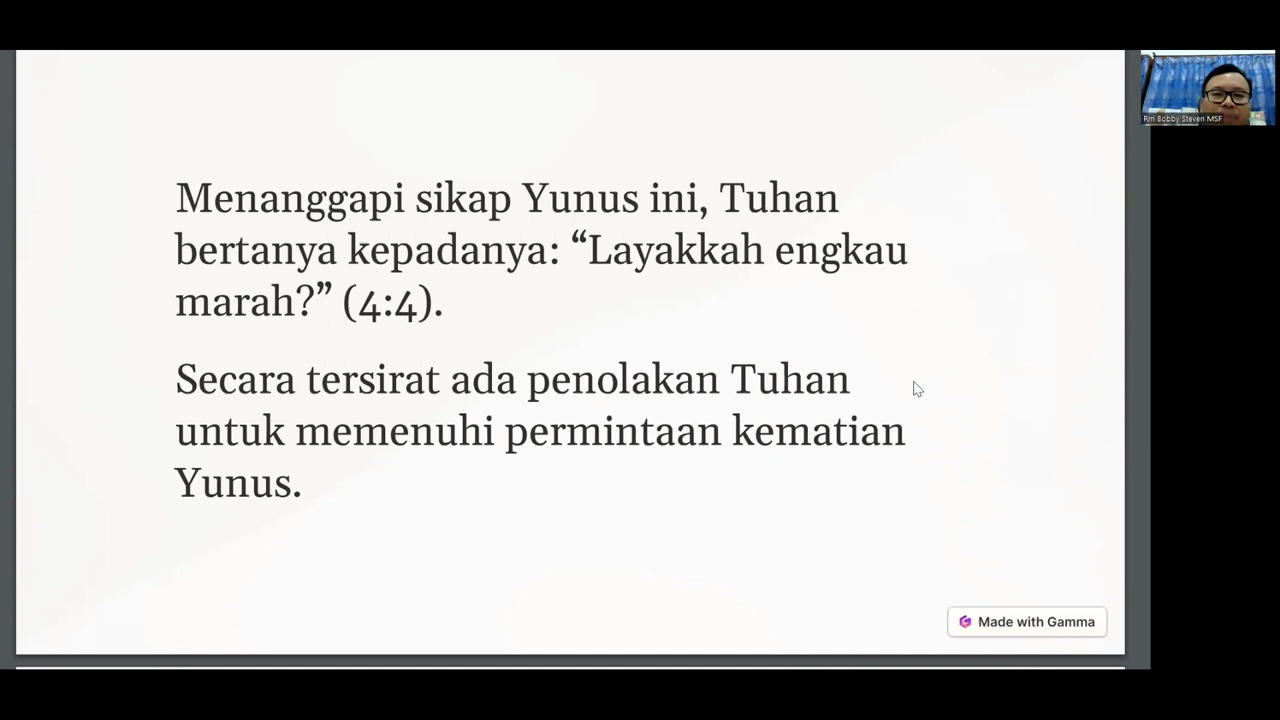 Menanggapi sikap Yunus ini, Tuhan
bertanya kepadanya: “Layakkah engkau
marah?” (4:4).
Secara tersirat ada penolakan Tuhan
untuk memenuhi permintaan kematian
Yunus.
Made with Gamma
Rm Bobby Steven MSF